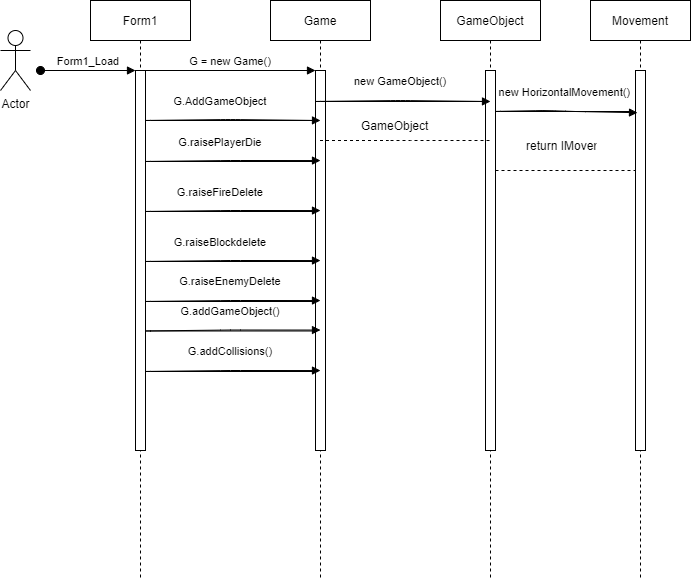 Form1
Game
GameObject
Movement
Form1_Load
G = new Game()
new GameObject()
new HorizontalMovement()
Actor
G.AddGameObject
GameObject
G.raisePlayerDie
return IMover
G.raiseFireDelete
G.raiseBlockdelete
G.raiseEnemyDelete
G.addGameObject()
G.addCollisions()